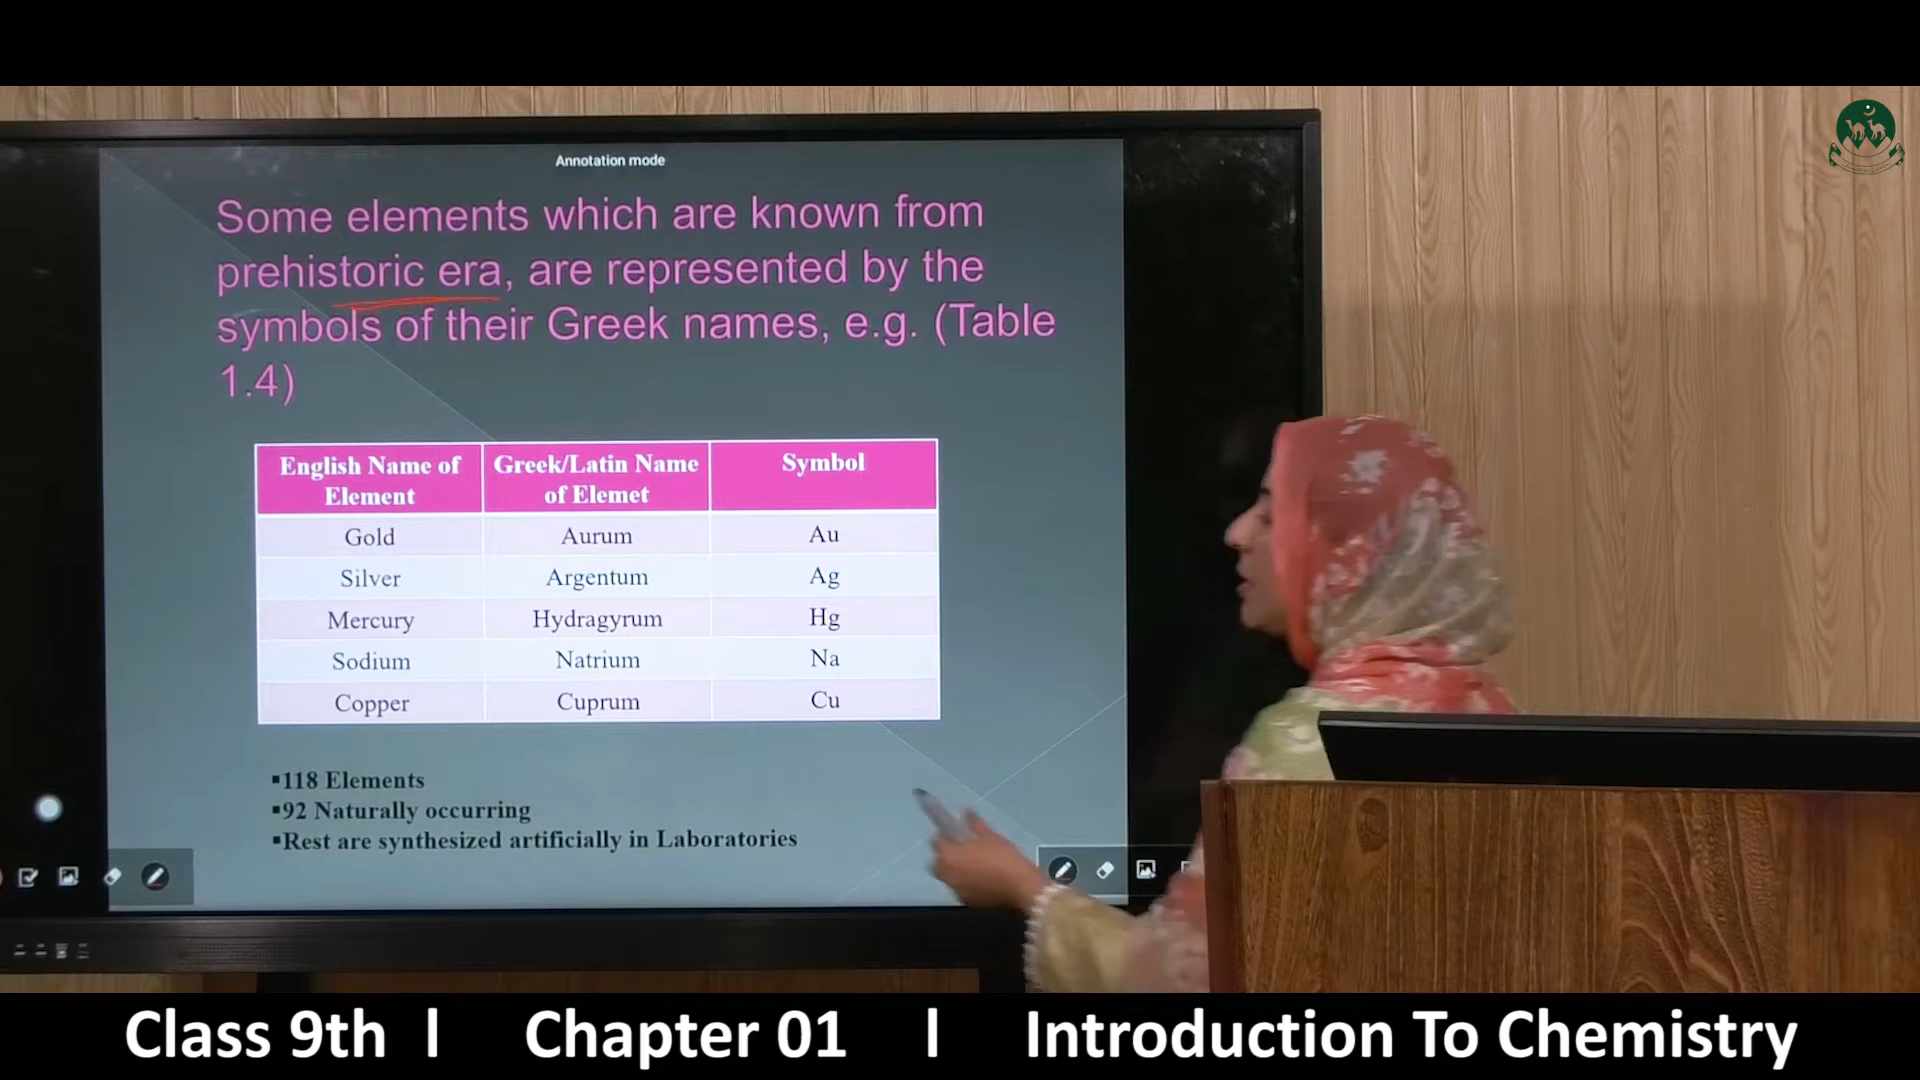 Annotation mode
Some elements which are known from
prehistoric era, are represented by the
symbols of their Greek names, e.g. (Table
1.4)
English Name of Element Greek/Latin Name of Elemet Symbol
Gold Aurum Au
Silver Argentum Ag
Mercury Hydragyrum Hg
Sodium Natrium Na
Copper Cuprum Cu
▪118 Elements
▪92 Naturally occurring
▪Rest are synthesized artificially in Laboratories
Class 9th l Chapter 01 l Introduction To Chemistry